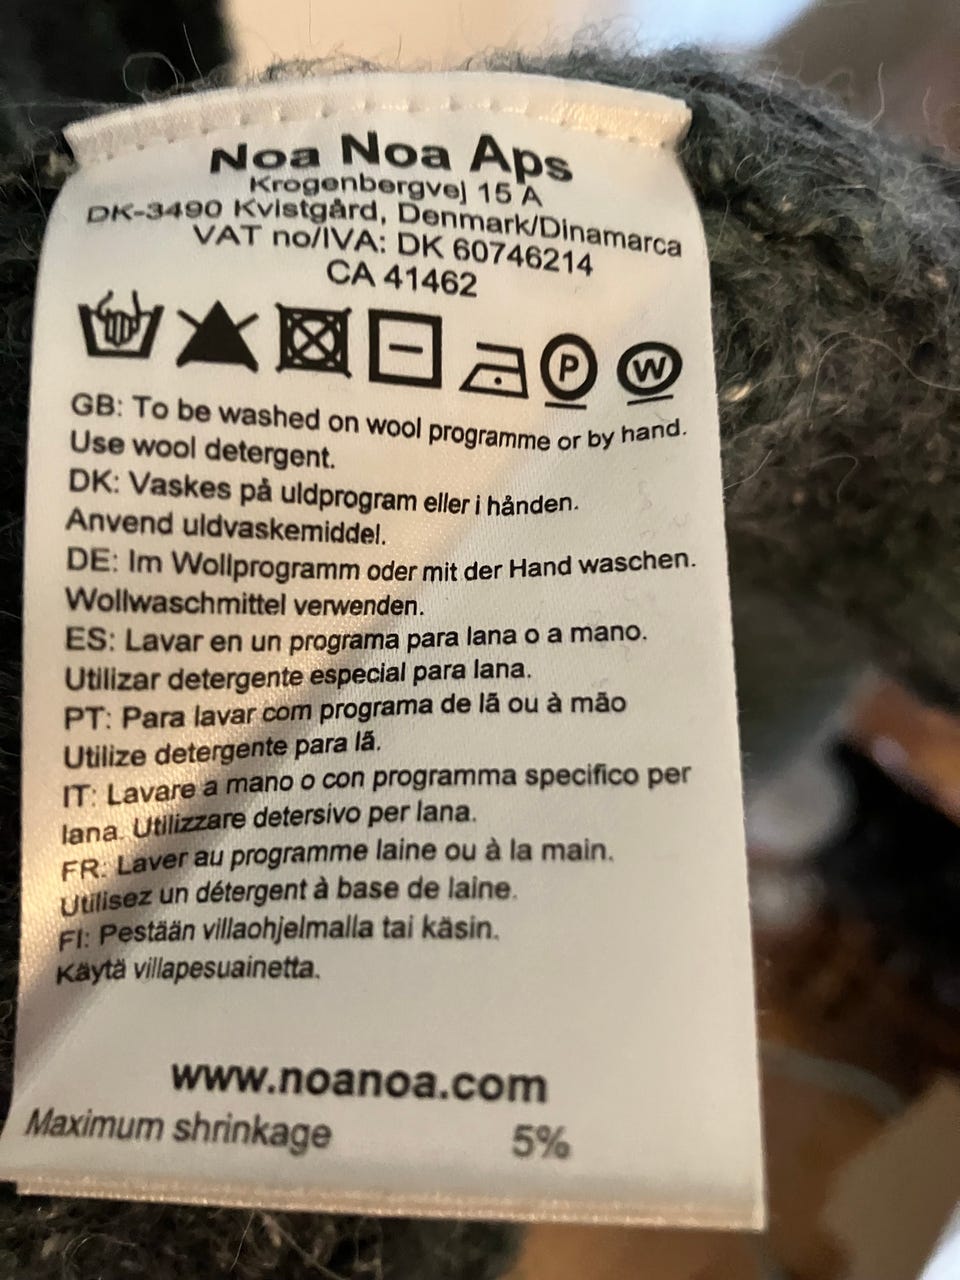 Noa Noa Aps
Krogenbergvej 15 A
DK-3490 Kvistgård, Denmark/Dinamarca
VAT no/IVA: DK 60746214
CA 41462
P W
GB: To be washed on wool programme or by hand.
Use wool detergent.
DK: Vaskes på uldprogram eller i hånden.
Anvend uldvaskemiddel.
DE: Im Wollprogramm oder mit der Hand waschen.
Wollwaschmittel verwenden.
ES: Lavar en un programa para lana o a mano.
Utilizar detergente especial para lana.
PT: Para lavar com programa de lã ou à mão
Utilize detergente para lã.
IT: Lavare a mano o con programma specifico per
lana. Utilizzare detersivo per lana.
FR: Laver au programme laine ou à la main.
Utilisez un détergent à base de laine.
FI: Pestään villaohjelmalla tai käsin.
Käytä villapesuainetta.
www.noanoa.com
Maximum shrinkage 5%